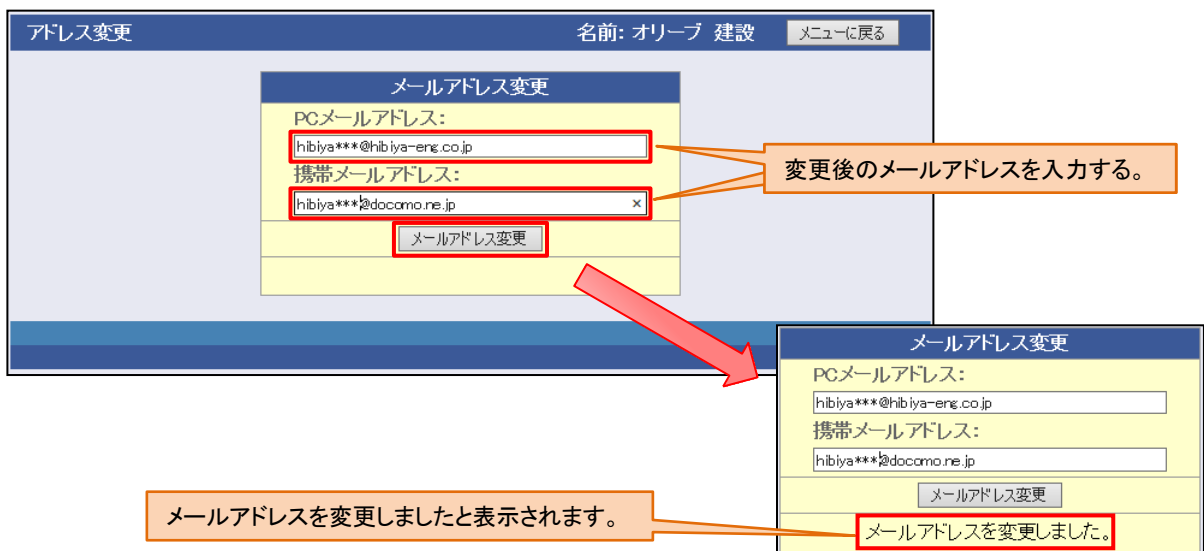 アドレス変更 名前: オリーブ 建設 メニューに戻る
メールアドレス変更
PCメールアドレス:
hibiya***@hibiya-eng.co.jp
変更後のメールアドレスを入力する。
携帯メールアドレス:
hibiya***@docomo.ne.jp ×
メールアドレス変更
メールアドレス変更
PCメールアドレス:
hibiya***@hibiya-eng.co.jp
携帯メールアドレス:
hibiya***@docomo.ne.jp
メールアドレス変更
メールアドレスを変更しましたと表示されます。
メールアドレスを変更しました。